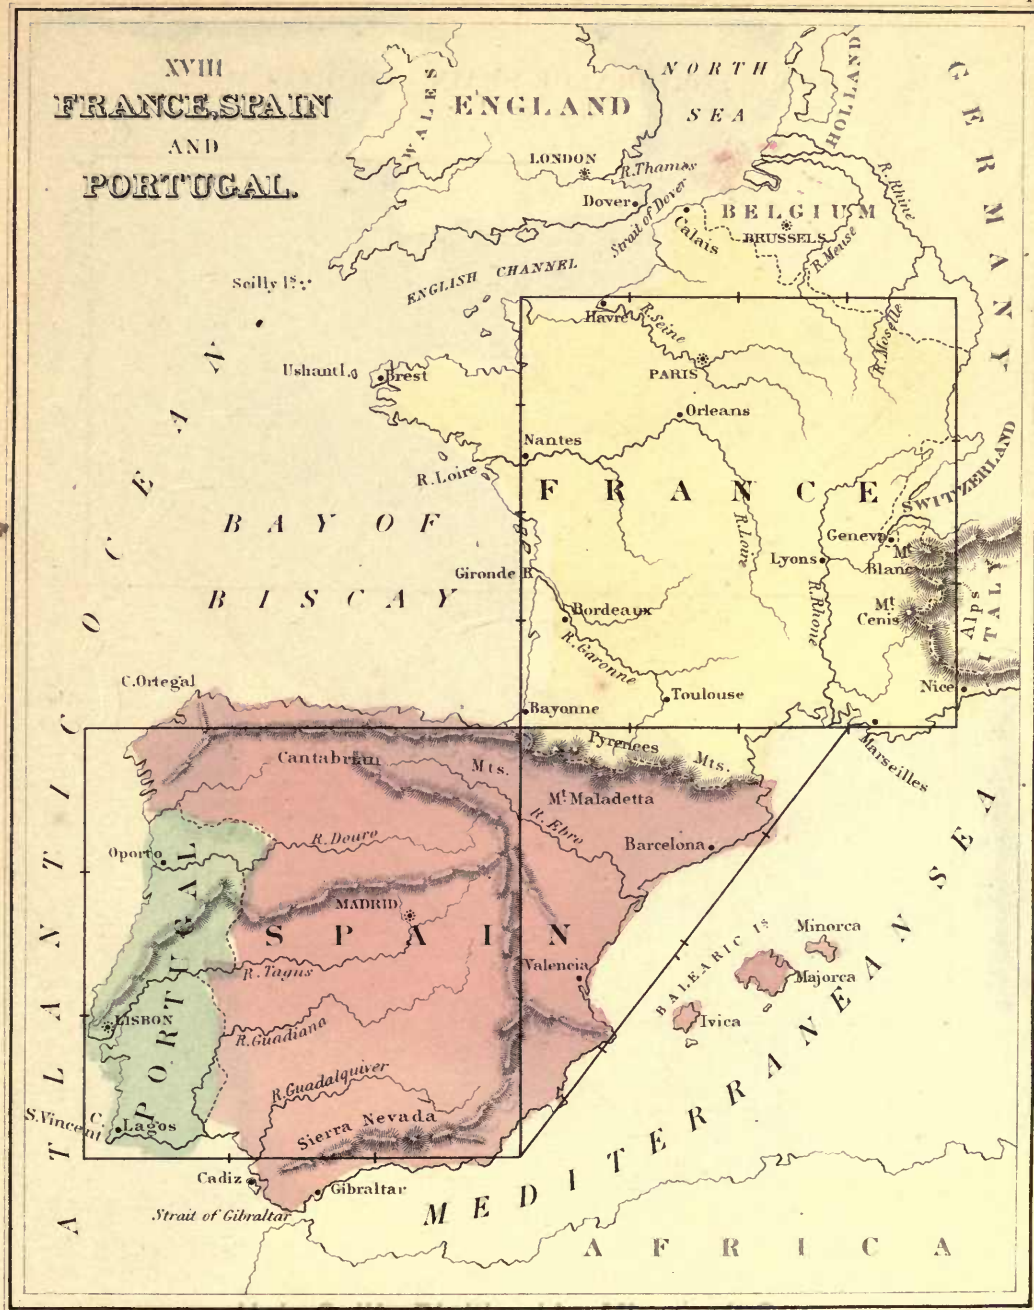 XVIII
FRANCE, SPAIN
AND
PORTUGAL.
WALES
ENGLAND
NORTH
SEA
HOLLAND
GERMANY
LONDON
R. Thames
Dover
Strait of Dover
Calais
BELGIUM
BRUSSELS
R. Rhine
R. Meuse
R. Moselle
Scilly Is.
ENGLISH CHANNEL
Havre
R. Seine
PARIS
Ushant I.
Brest
Orleans
Nantes
R. Loire
FRANCE
SWITZERLAND
BAY OF
BISCAY
R. Loire
Geneva
Mt.
Blanc
Lyons
Gironde R.
Bordeaux
R. Garonne
R. Rhone
Mt.
Cenis
Alps
ITALY
C. Ortegal
Nice
Toulouse
Bayonne
Marseilles
Cantabrian
Mts.
Pyrenees
Mts.
Mt. Maladetta
R. Ebro
Barcelona
R. Douro
Oporto
PORTUGAL
MADRID
SPAIN
R. Tagus
Valencia
BALEARIC Is.
Minorca
Majorca
Ivica
LISBON
R. Guadiana
R. Guadalquiver
Sierra Nevada
C.
S. Vincent
Lagos
Cadiz
Gibraltar
Strait of Gibraltar
ATLANTIC OCEAN
MEDITERRANEAN SEA
AFRICA